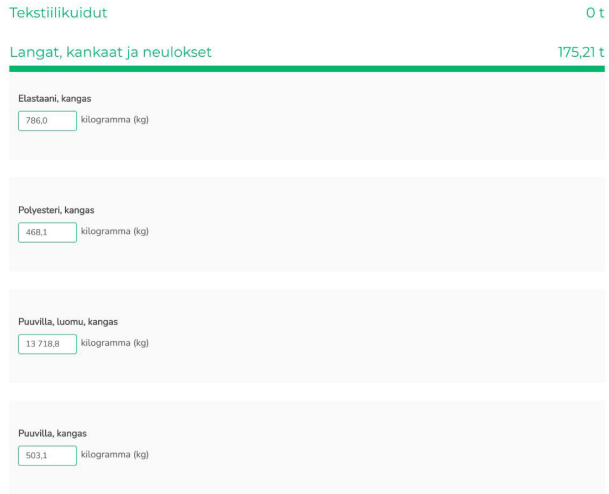 Tekstiilikuidut 0 t
Langat, kankaat ja neulokset 175,21 t
Elastaani, kangas
786,0 kilogramma (kg)
Polyesteri, kangas
468,1 kilogramma (kg)
Puuvilla, luomu, kangas
13 718,8 kilogramma (kg)
Puuvilla, kangas
503,1 kilogramma (kg)